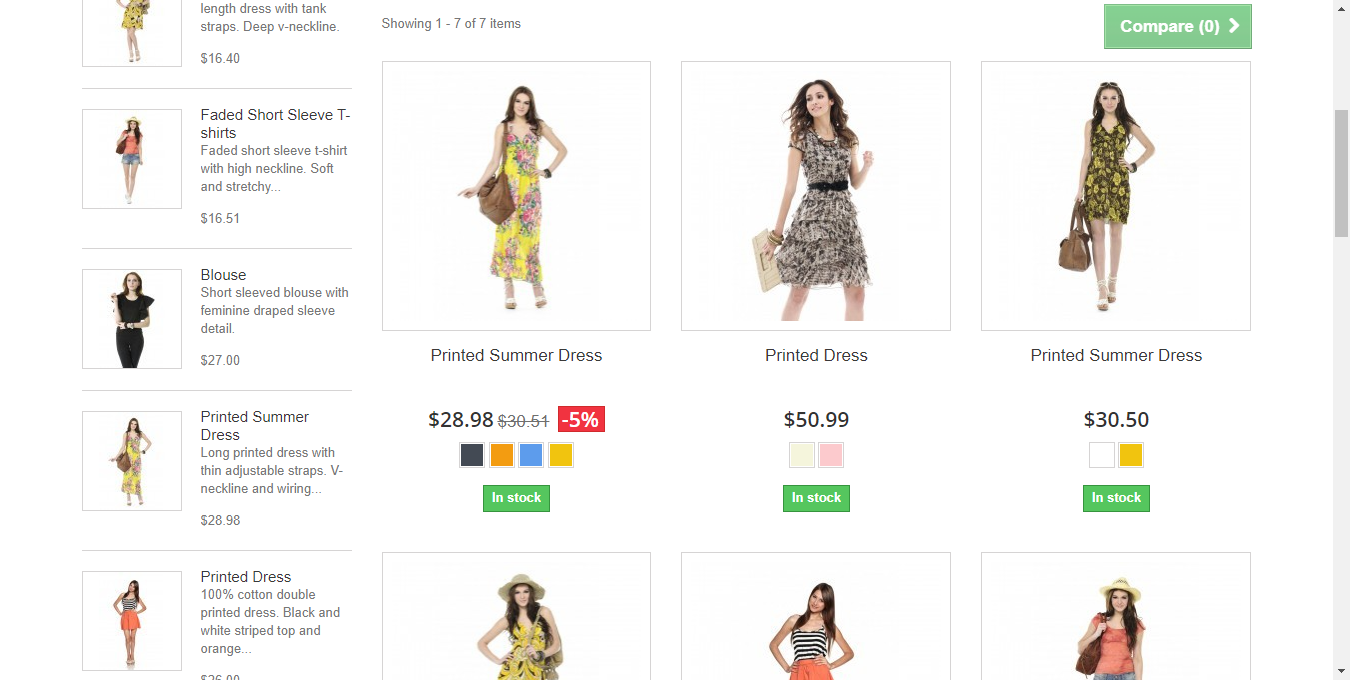 length dress with tank
straps. Deep v-neckline.
$16.40
Faded Short Sleeve T-
shirts
Faded short sleeve t-shirt
with high neckline. Soft
and stretchy...
$16.51
Blouse
Short sleeved blouse with
feminine draped sleeve
detail.
$27.00
Printed Summer
Dress
Long printed dress with
thin adjustable straps. V-
neckline and wiring...
$28.98
Printed Dress
100% cotton double
printed dress. Black and
white striped top and
orange...
$26.00
Showing 1 - 7 of 7 items
Compare (0)
Printed Summer Dress
$28.98 $30.51 -5%
In stock
Printed Dress
$50.99
In stock
Printed Summer Dress
$30.50
In stock